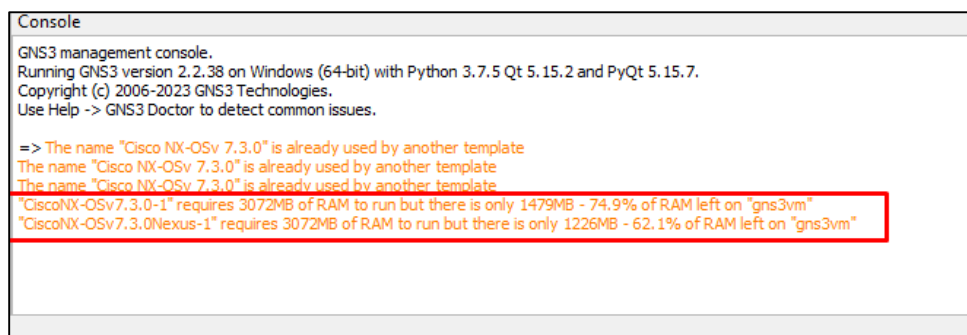 Console
GNS3 management console.
Running GNS3 version 2.2.38 on Windows (64-bit) with Python 3.7.5 Qt 5.15.2 and PyQt 5.15.7.
Copyright (c) 2006-2023 GNS3 Technologies.
Use Help -> GNS3 Doctor to detect common issues.
=> The name "Cisco NX-OSv 7.3.0" is already used by another template
The name "Cisco NX-OSv 7.3.0" is already used by another template
The name "Cisco NX-OSv 7.3.0" is already used by another template
"CiscoNX-OSv7.3.0-1" requires 3072MB of RAM to run but there is only 1479MB - 74.9% of RAM left on "gns3vm"
"CiscoNX-OSv7.3.0Nexus-1" requires 3072MB of RAM to run but there is only 1226MB - 62.1% of RAM left on "gns3vm"